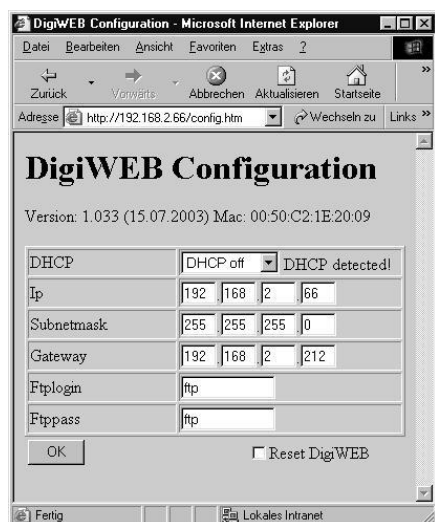 DigiWEB Configuration - Microsoft Internet Explorer
Datei Bearbeiten Ansicht Favoriten Extras ?
Zurück Vorwärts Abbrechen Aktualisieren Startseite »
Adresse http://192.168.2.66/config.htm Wechseln zu Links »
DigiWEB Configuration
Version: 1.033 (15.07.2003) Mac: 00:50:C2:1E:20:09
DHCP DHCP off DHCP detected!
Ip 192 .168 .2 .66
Subnetmask 255 .255 .255 .0
Gateway 192 .168 .2 .212
Ftplogin ftp
Ftppass ftp
OK Reset DigiWEB
Fertig Lokales Intranet